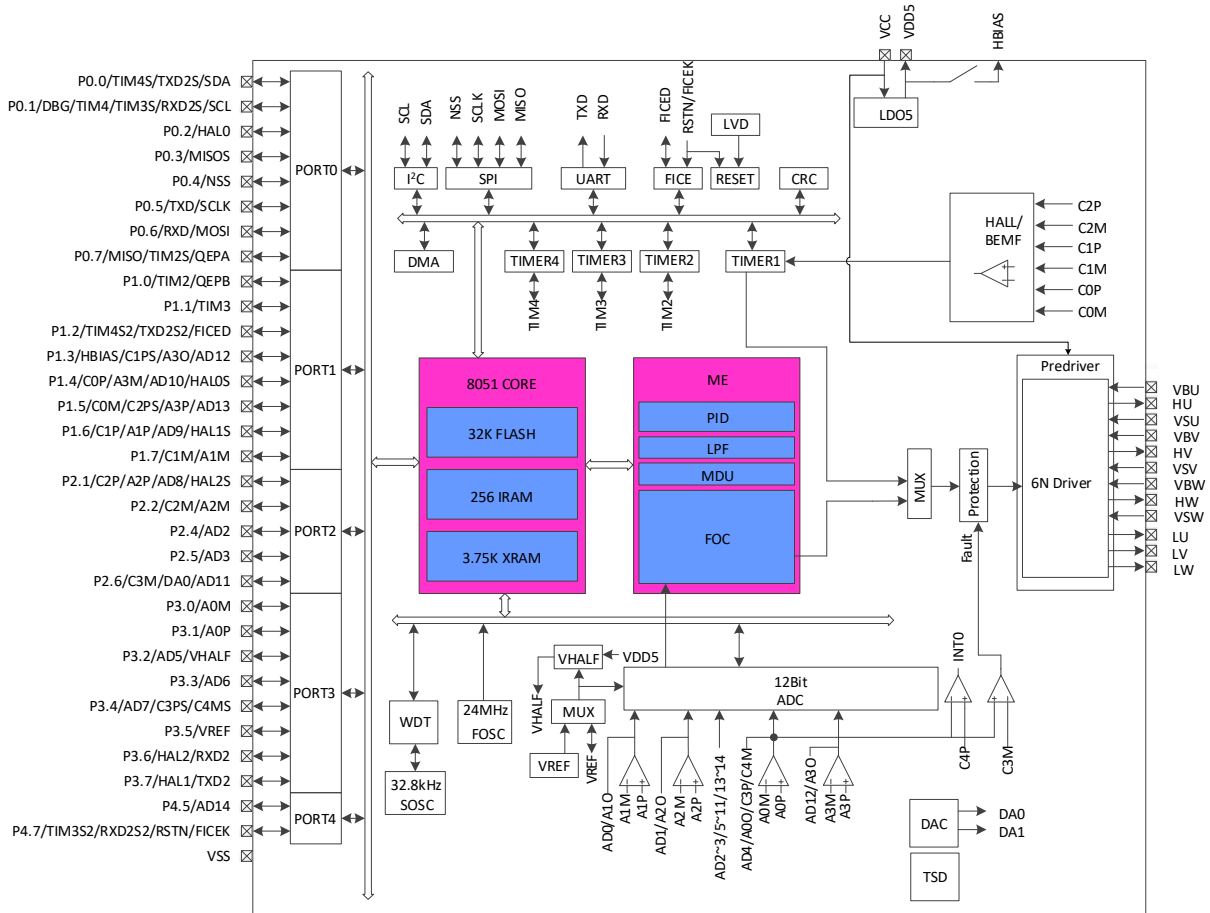 VCC
VDD5
HBIAS
P0.0/TIM4S/TXD2S/SDA
P0.1/DBG/TIM4/TIM3S/RXD2S/SCL
P0.2/HAL0
P0.3/MISOS
P0.4/NSS
P0.5/TXD/SCLK
P0.6/RXD/MOSI
P0.7/MISO/TIM2S/QEPA
P1.0/TIM2/QEPB
P1.1/TIM3
P1.2/TIM4S2/TXD2S2/FICED
P1.3/HBIAS/C1PS/A3O/AD12
P1.4/C0P/A3M/AD10/HAL0S
P1.5/C0M/C2PS/A3P/AD13
P1.6/C1P/A1P/AD9/HAL1S
P1.7/C1M/A1M
P2.1/C2P/A2P/AD8/HAL2S
P2.2/C2M/A2M
P2.4/AD2
P2.5/AD3
P2.6/C3M/DA0/AD11
P3.0/A0M
P3.1/A0P
P3.2/AD5/VHALF
P3.3/AD6
P3.4/AD7/C3PS/C4MS
P3.5/VREF
P3.6/HAL2/RXD2
P3.7/HAL1/TXD2
P4.5/AD14
P4.7/TIM3S2/RXD2S2/RSTN/FICEK
VSS
PORT0
PORT1
PORT2
PORT3
PORT4
SCL
SDA
NSS
SCLK
MOSI
MISO
TXD
RXD
FICED
RSTN/FICEK
LVD
LDO5
I²C
SPI
UART
FICE
RESET
CRC
DMA
TIMER4
TIMER3
TIMER2
TIMER1
TIM4
TIM3
TIM2
HALL/
BEMF
C2P
C2M
C1P
C1M
C0P
C0M
8051 CORE
32K FLASH
256 IRAM
3.75K XRAM
ME
PID
LPF
MDU
FOC
MUX
Protection
Fault
Predriver
6N Driver
VBU
HU
VSU
VBV
HV
VSV
VBW
HW
VSW
LU
LV
LW
WDT
32.8kHz
SOSC
24MHz
FOSC
VHALF
VDD5
VHALF
MUX
VREF
VREF
12Bit
ADC
AD0/A1O
A1M
A1P
AD1/A2O
A2M
A2P
AD2~3/5~11/13~14
AD4/A0O/C3P/C4M
A0M
A0P
AD12/A3O
A3M
A3P
INT0
C4P
C3M
DAC
DA0
DA1
TSD